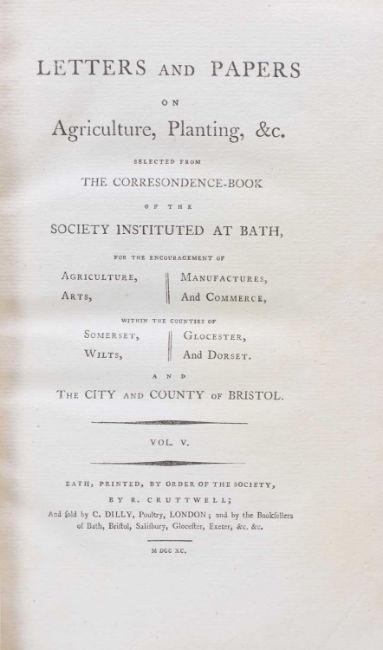 LETTERS AND PAPERS
ON
Agriculture, Planting, &c.
SELECTED FROM
THE CORRESONDENCE-BOOK
OF THE
SOCIETY INSTITUTED AT BATH,
FOR THE ENCOURAGEMENT OF
AGRICULTURE, MANUFACTURES,
ARTS, And COMMERCE,
WITHIN THE COUNTIES OF
SOMERSET, GLOCESTER,
WILTS, And DORSET.
AND
THE CITY AND COUNTY OF BRISTOL.
VOL. V.
BATH, PRINTED, BY ORDER OF THE SOCIETY,
BY R. CRUTTWELL;
And ſold by C. DILLY, Poultry, LONDON; and by the Bookſellers
of Bath, Briſtol, Saliſbury, Gloceſter, Exeter, &c. &c.
M DCC XC.